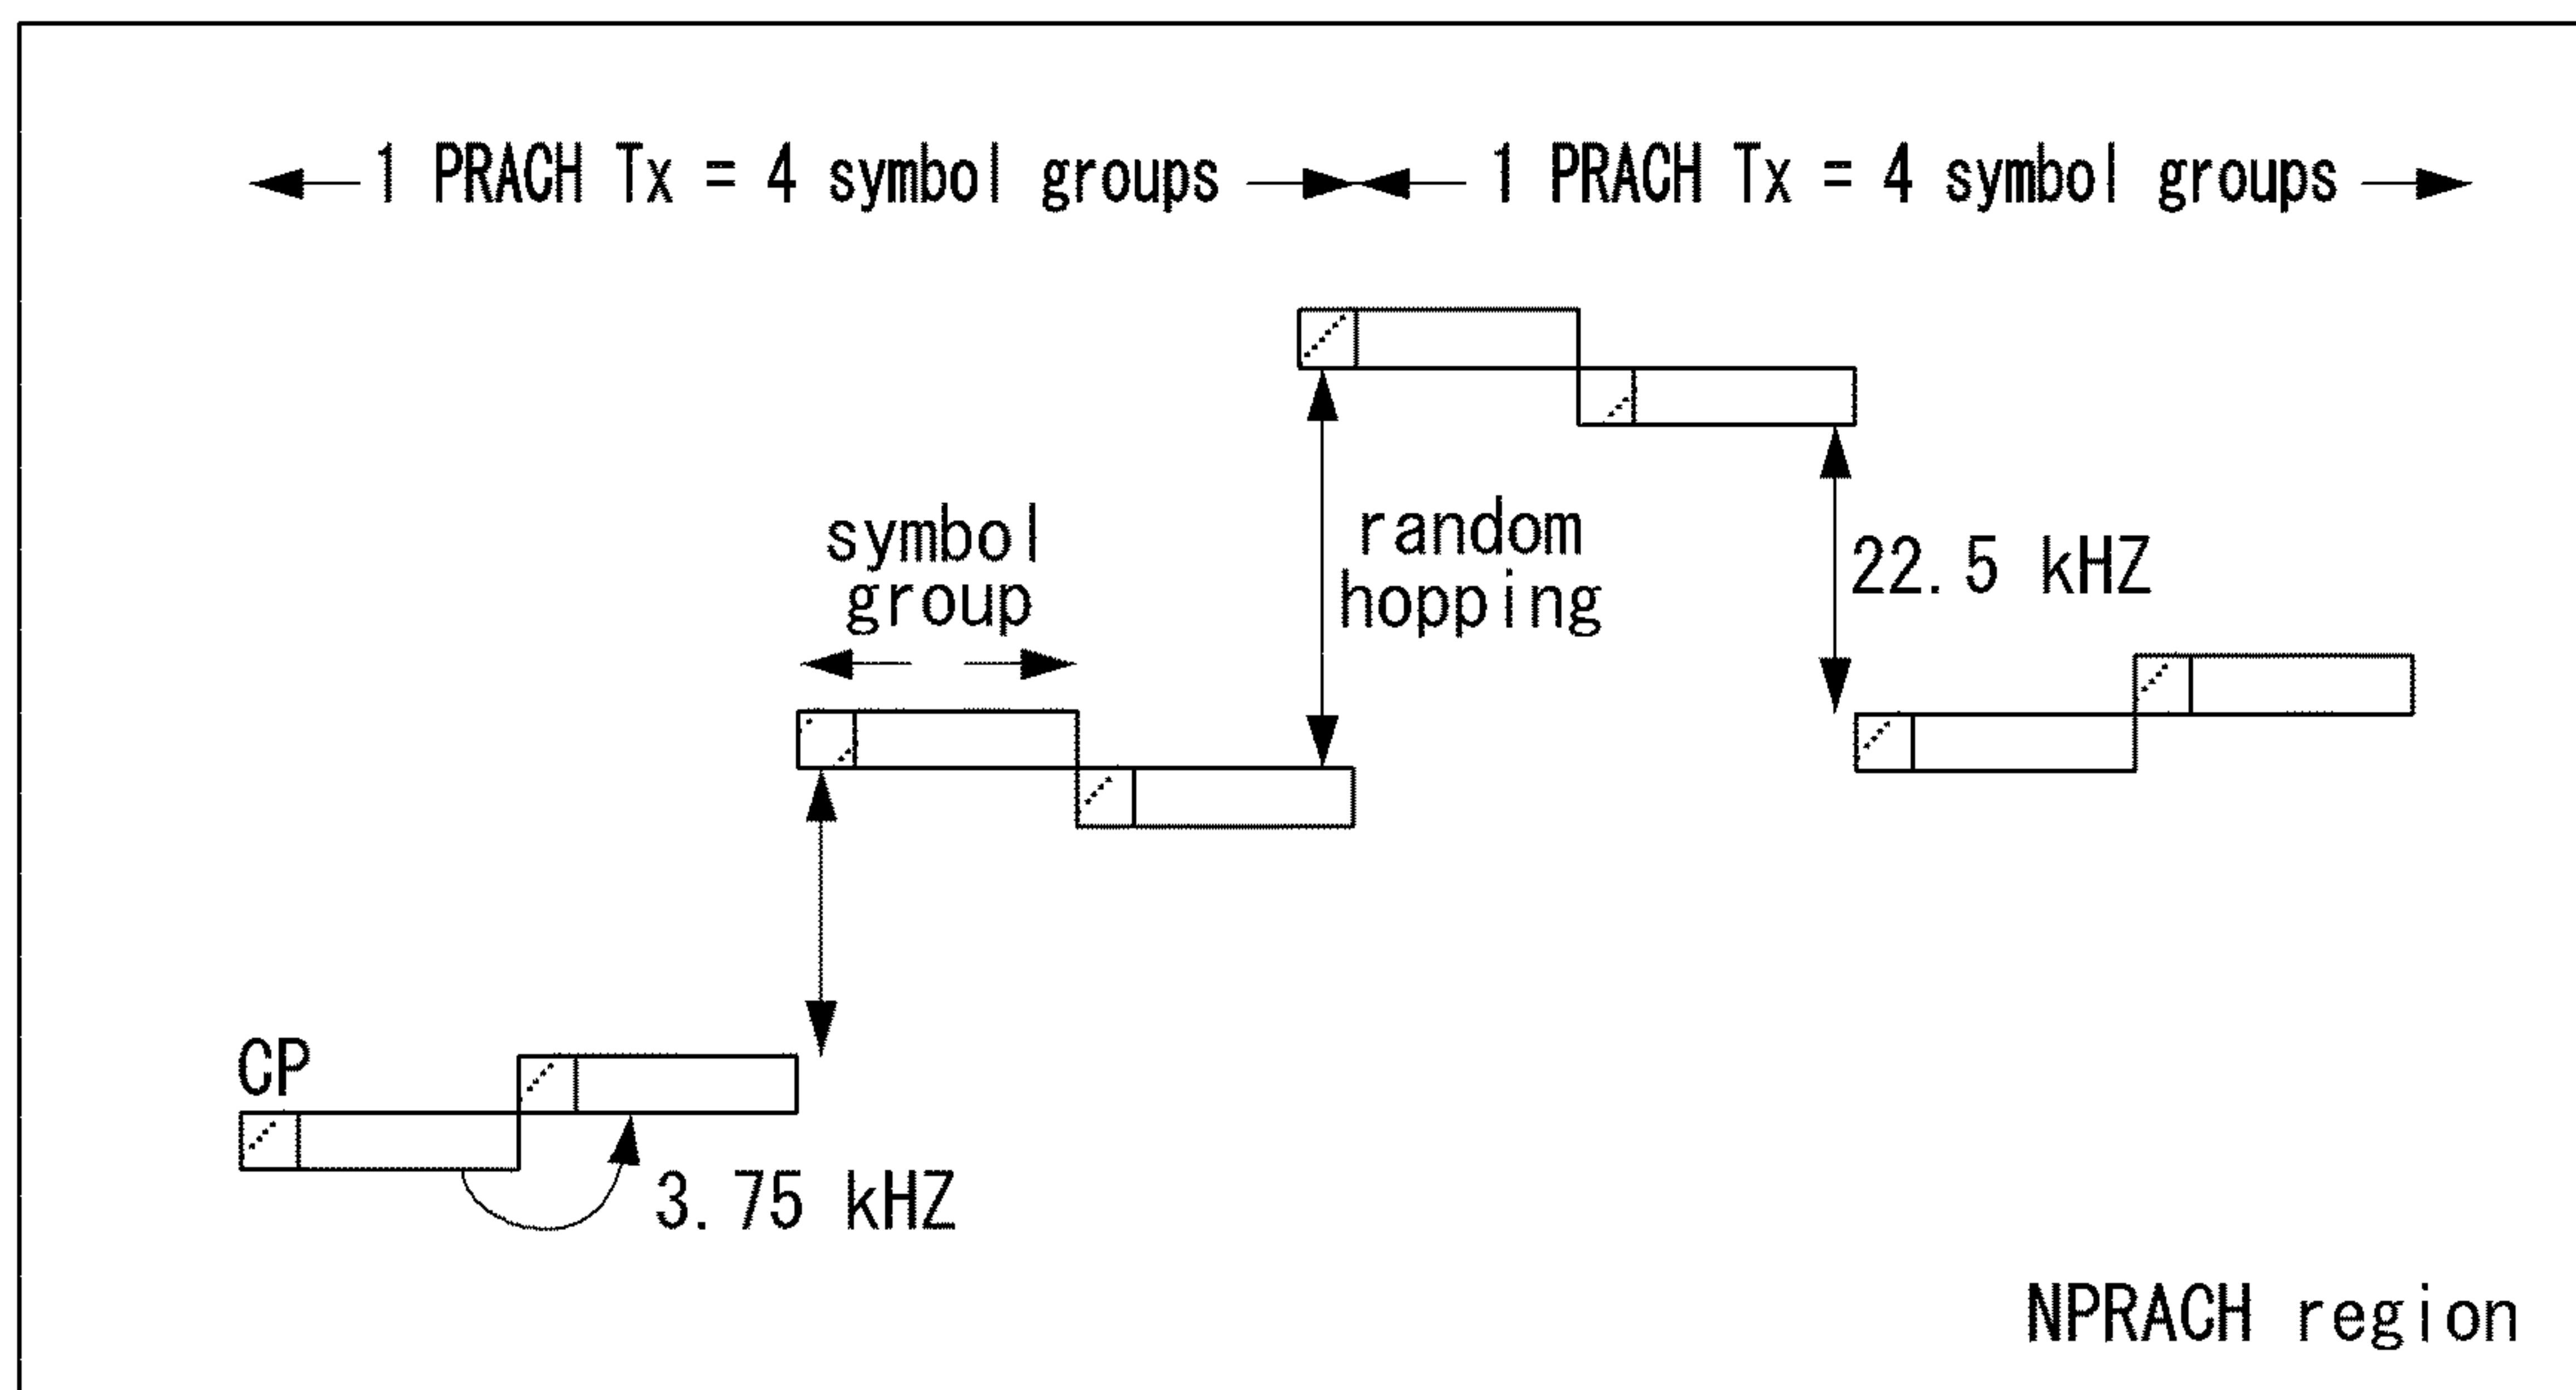 1 PRACH Tx = 4 symbol groups
1 PRACH Tx = 4 symbol groups
symbol
group
random
hopping
22.5 kHZ
CP
3.75 kHZ
NPRACH region